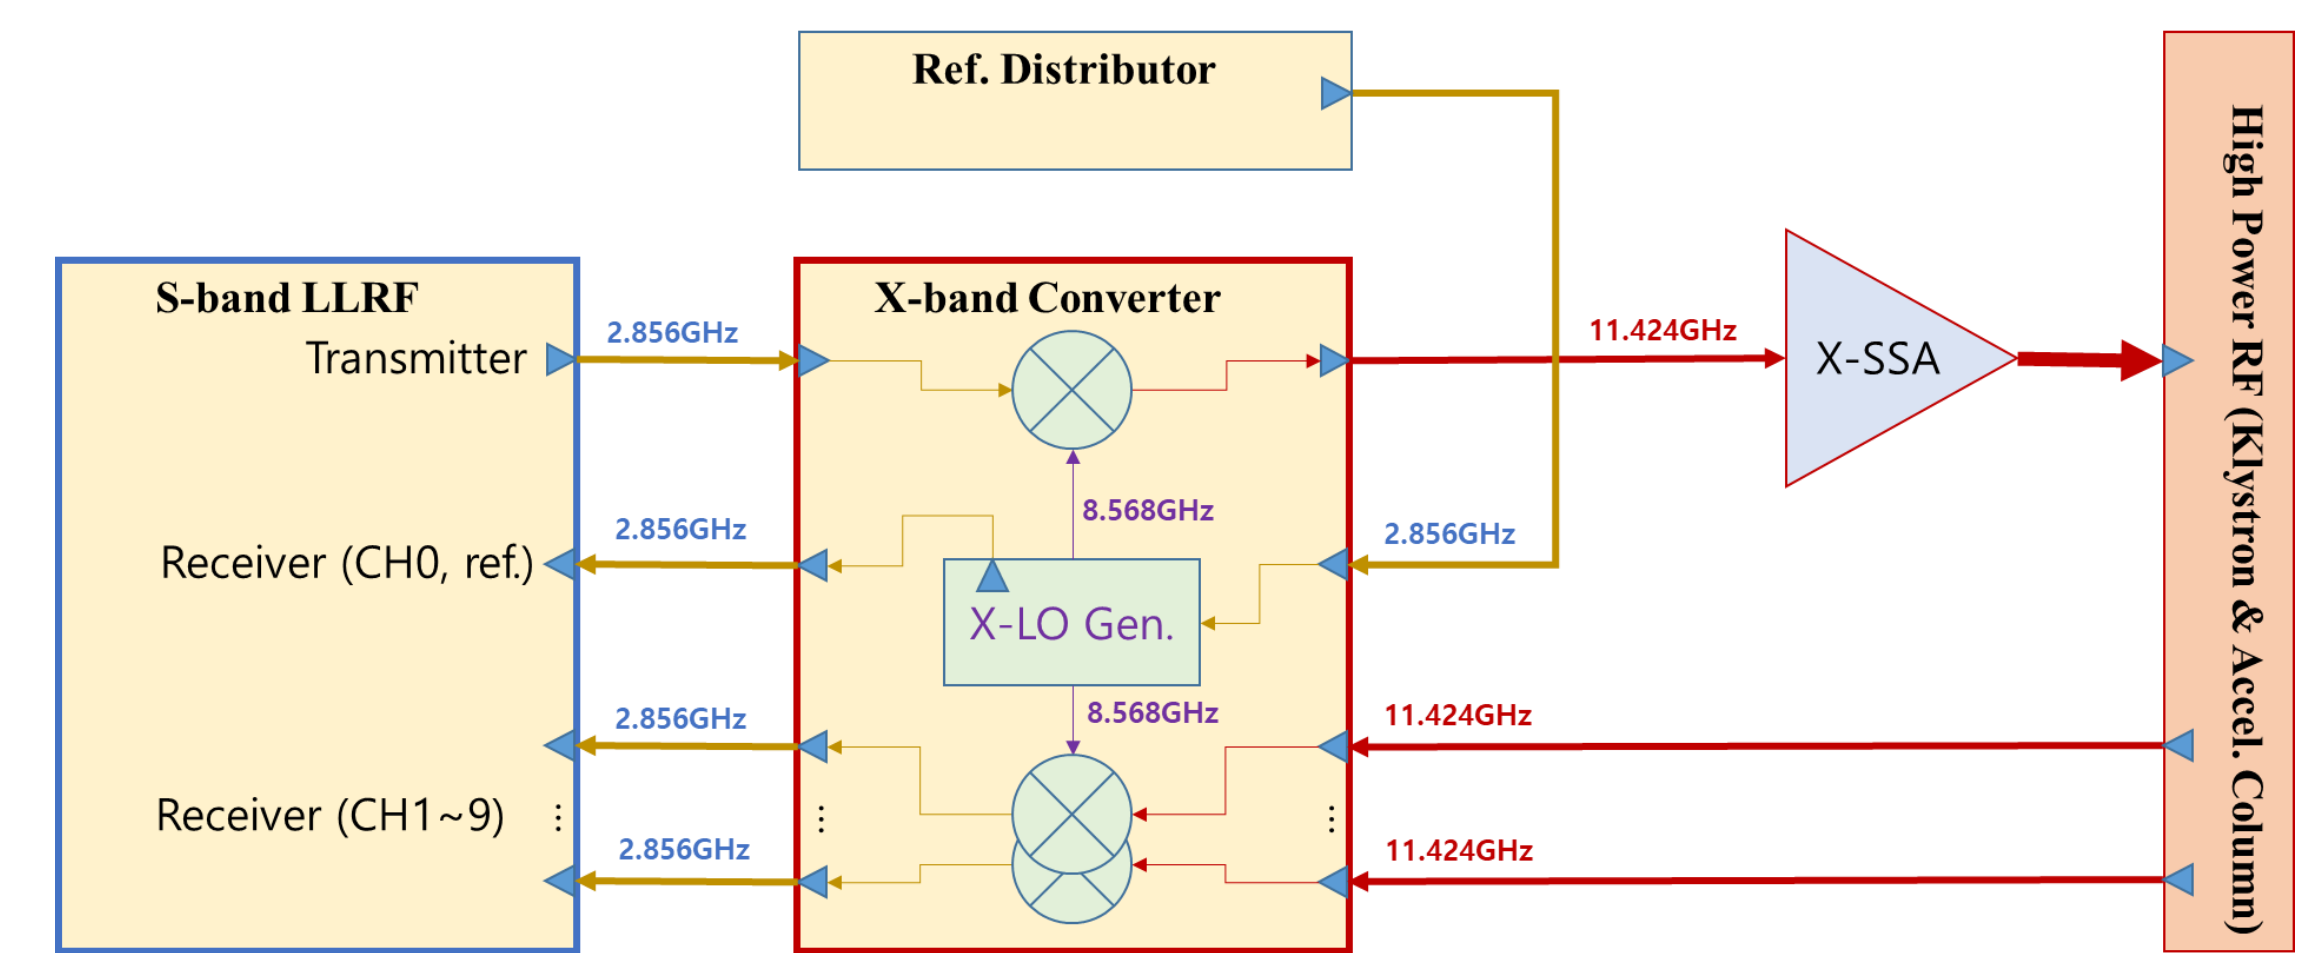 Ref. Distributor
S-band LLRF
X-band Converter
2.856GHz
11.424GHz
Transmitter
X-SSA
8.568GHz
2.856GHz
2.856GHz
Receiver (CH0, ref.)
X-LO Gen.
8.568GHz
2.856GHz
11.424GHz
Receiver (CH1~9)
⋮
⋮
⋮
2.856GHz
11.424GHz
High Power RF (Klystron & Accel. Column)